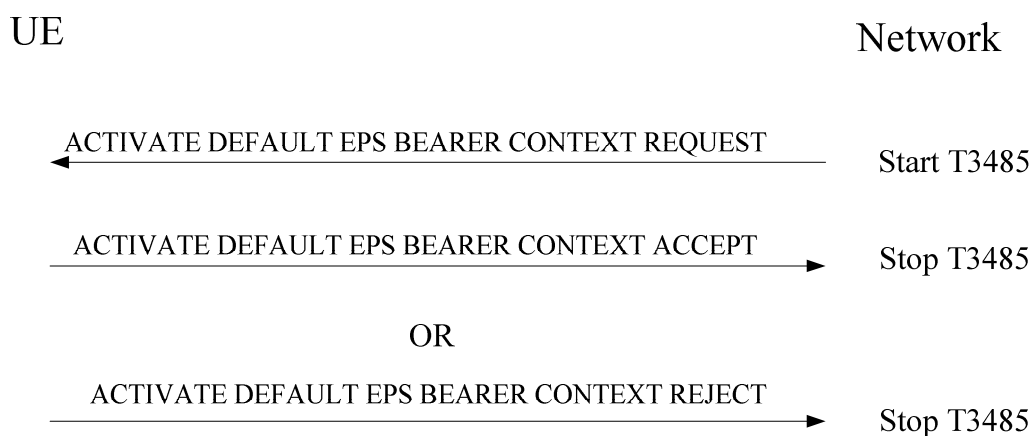 UE
Network
ACTIVATE DEFAULT EPS BEARER CONTEXT REQUEST
Start T3485
ACTIVATE DEFAULT EPS BEARER CONTEXT ACCEPT
Stop T3485
OR
ACTIVATE DEFAULT EPS BEARER CONTEXT REJECT
Stop T3485